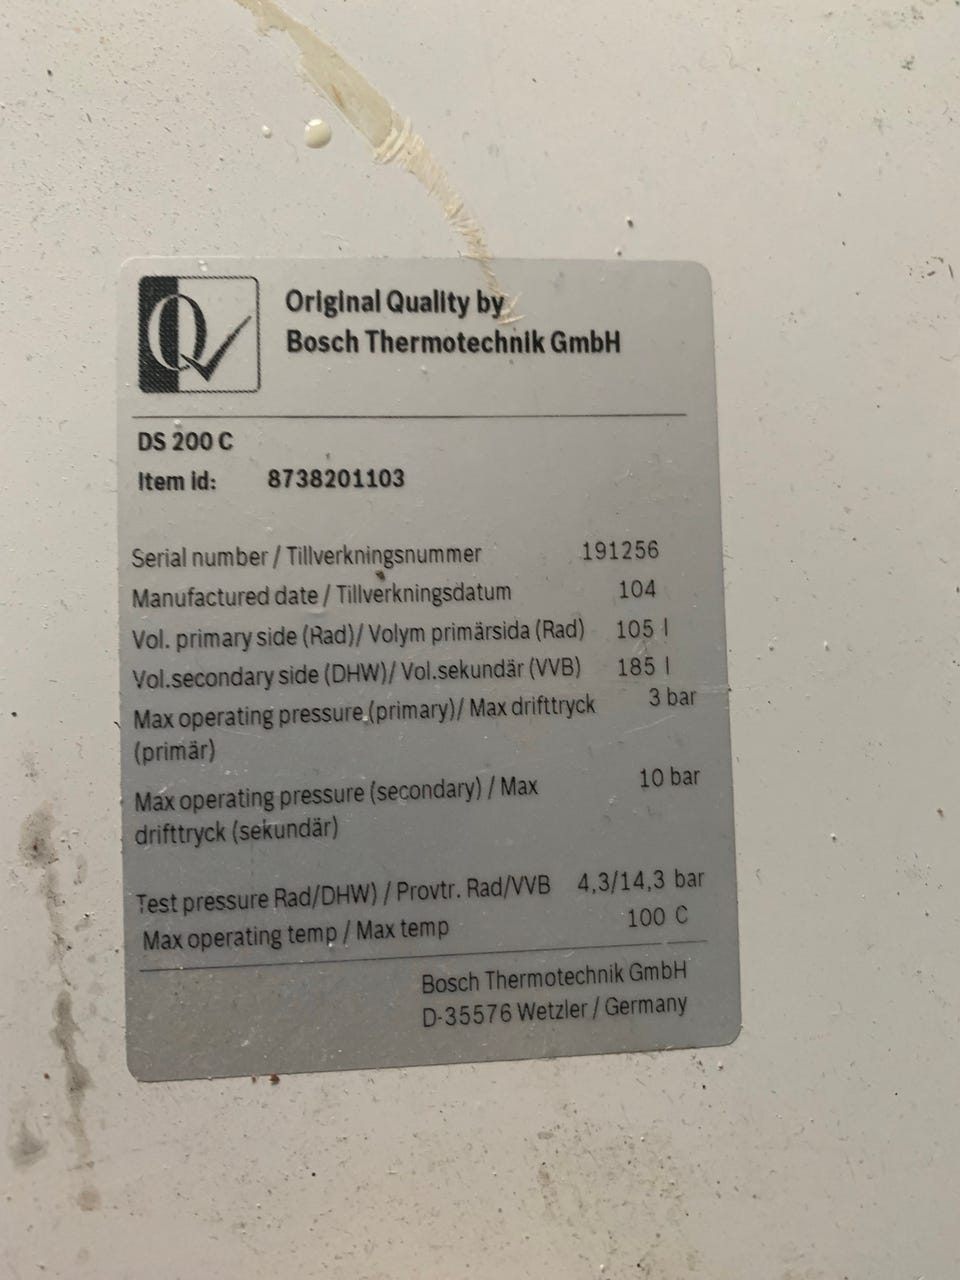 Q
Original Quality by
Bosch Thermotechnik GmbH
DS 200 C
Item id: 8738201103
Serial number / Tillverkningsnummer 191256
Manufactured date / Tillverkningsdatum 104
Vol. primary side (Rad)/ Volym primärsida (Rad) 105 l
Vol.secondary side (DHW)/ Vol.sekundär (VVB) 185 l
Max operating pressure (primary)/ Max drifttryck 3 bar
(primär)
Max operating pressure (secondary) / Max 10 bar
drifttryck (sekundär)
Test pressure Rad/DHW) / Provtr. Rad/VVB 4,3/14,3 bar
Max operating temp / Max temp 100 C
Bosch Thermotechnik GmbH
D-35576 Wetzler / Germany